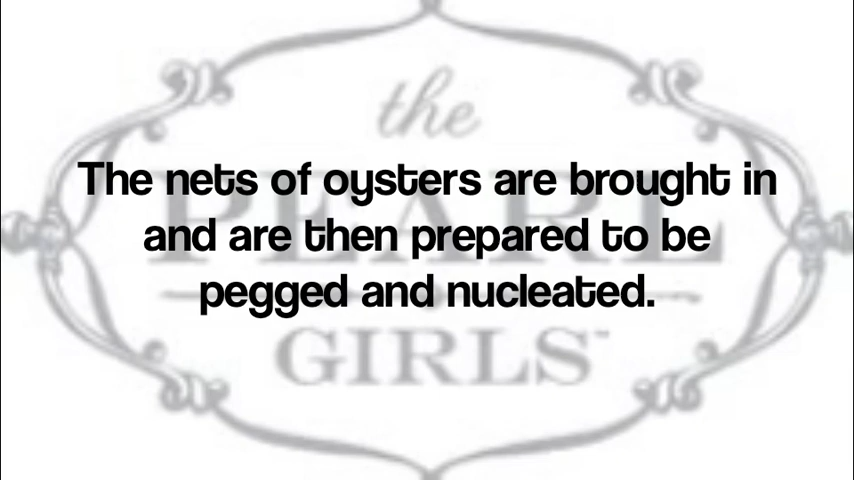 the
PEARL
GIRLS
The nets of oysters are brought in
and are then prepared to be
pegged and nucleated.